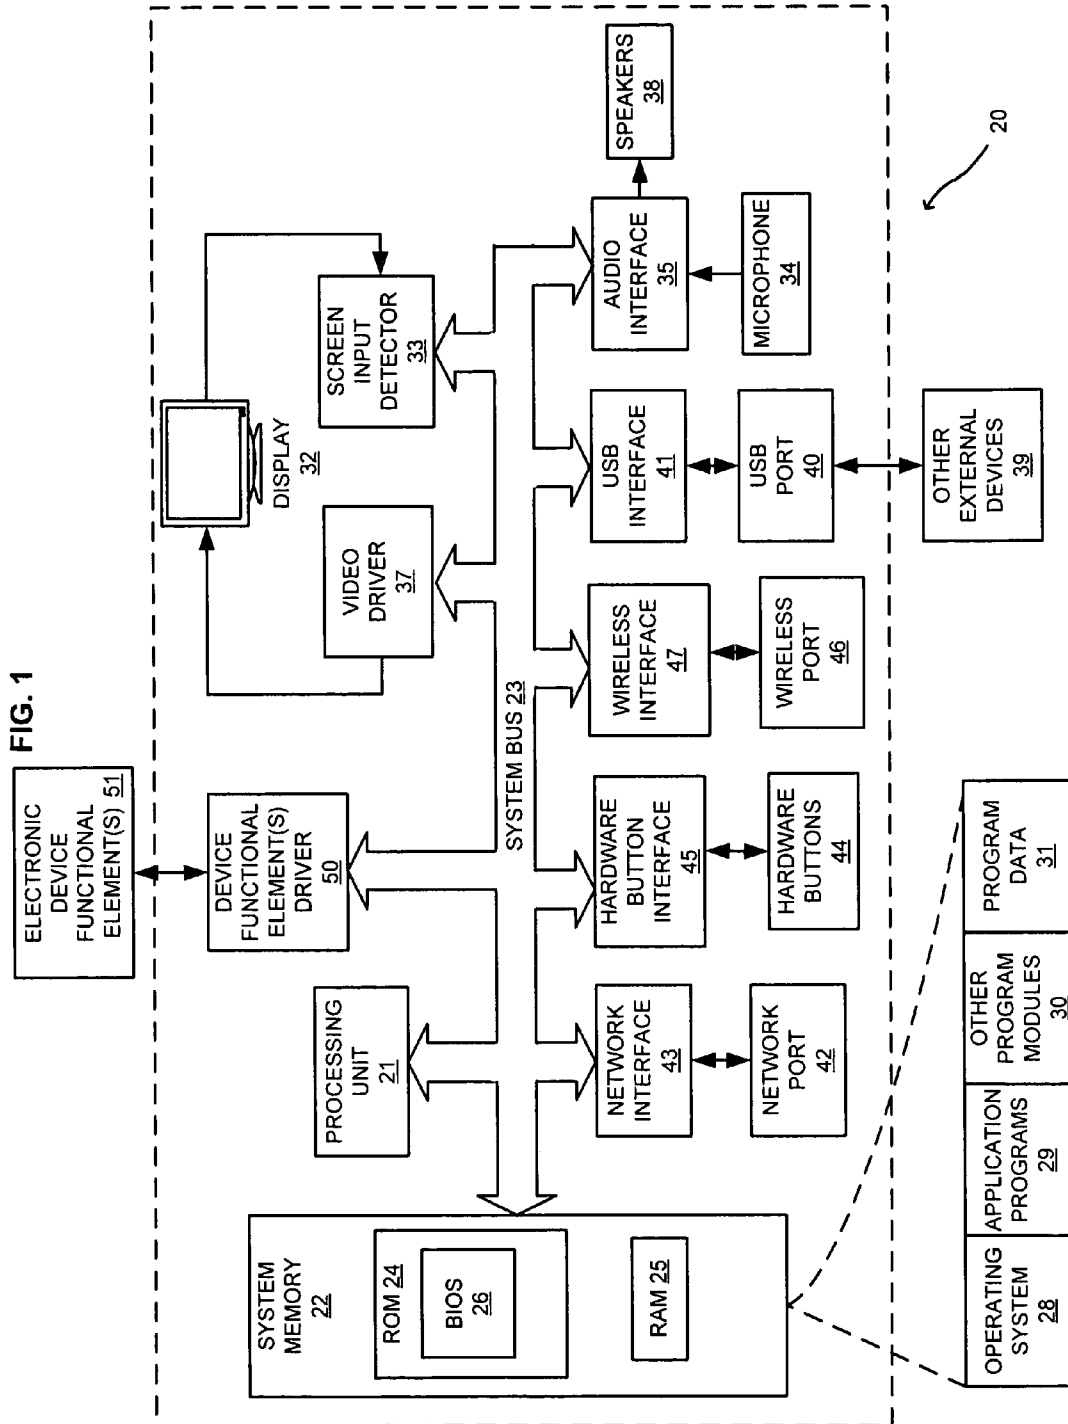 FIG. 1
ELECTRONIC
DEVICE
FUNCTIONAL
ELEMENT(S) 51
DEVICE
FUNCTIONAL
ELEMENT(S)
DRIVER
50
DISPLAY
32
SYSTEM
MEMORY
22
ROM 24
BIOS
26
RAM 25
PROCESSING
UNIT
21
VIDEO
DRIVER
37
SCREEN
INPUT
DETECTOR
33
SYSTEM BUS 23
NETWORK
INTERFACE
43
HARDWARE
BUTTON
INTERFACE
45
WIRELESS
INTERFACE
47
USB
INTERFACE
41
AUDIO
INTERFACE
35
SPEAKERS
38
NETWORK
PORT
42
HARDWARE
BUTTONS
44
WIRELESS
PORT
46
USB
PORT
40
MICROPHONE
34
OPERATING
SYSTEM
28
APPLICATION
PROGRAMS
29
OTHER
PROGRAM
MODULES
30
PROGRAM
DATA
31
OTHER
EXTERNAL
DEVICES
39
20